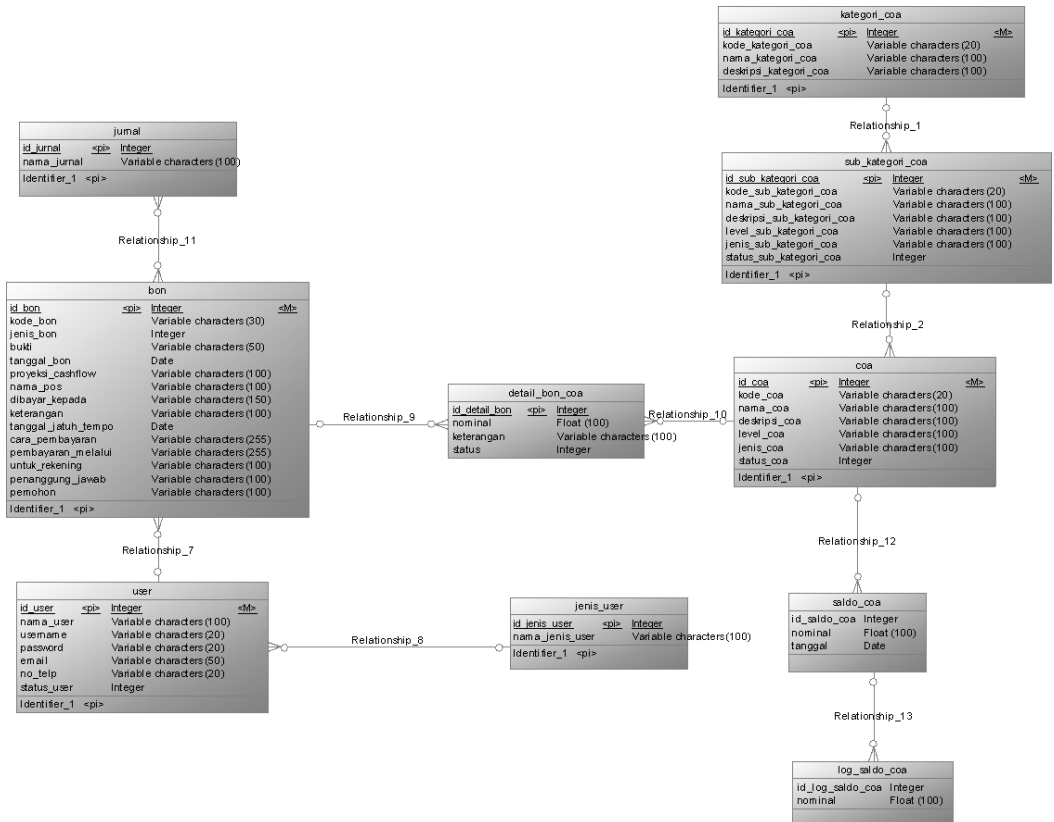 kategori_coa
id_kategori_coa <pi> Integer <M>
kode_kategori_coa Variable characters (20)
nama_kategori_coa Variable characters (100)
deskripsi_kategori_coa Variable characters (100)
Identifier_1 <pi>
Relationship_1
jurnal
id_jurnal <pi> Integer
nama_jurnal Variable characters (100)
Identifier_1 <pi>
Relationship_11
sub_kategori_coa
id_sub_kategori_coa <pi> Integer <M>
kode_sub_kategori_coa Variable characters (20)
nama_sub_kategori_coa Variable characters (100)
deskripsi_sub_kategori_coa Variable characters (100)
level_sub_kategori_coa Variable characters (100)
jenis_sub_kategori_coa Variable characters (100)
status_sub_kategori_coa Integer
Identifier_1 <pi>
Relationship_2
bon
id_bon <pi> Integer <M>
kode_bon Variable characters (30)
jenis_bon Integer
bukti Variable characters (50)
tanggal_bon Date
proyeksi_cashflow Variable characters (100)
nama_pos Variable characters (100)
dibayar_kepada Variable characters (150)
keterangan Variable characters (100)
tanggal_jatuh_tempo Date
cara_pembayaran Variable characters (255)
pembayaran_melalui Variable characters (255)
untuk_rekening Variable characters (100)
penanggung_jawab Variable characters (100)
pemohon Variable characters (100)
Identifier_1 <pi>
Relationship_9
detail_bon_coa
id_detail_bon <pi> Integer
nominal Float (100)
keterangan Variable characters (100)
status Integer
Relationship_10
coa
id_coa <pi> Integer <M>
kode_coa Variable characters (20)
nama_coa Variable characters (100)
deskripsi_coa Variable characters (100)
level_coa Variable characters (100)
jenis_coa Variable characters (100)
status_coa Integer
Identifier_1 <pi>
Relationship_7
Relationship_12
user
id_user <pi> Integer <M>
nama_user Variable characters (100)
username Variable characters (20)
password Variable characters (20)
email Variable characters (50)
no_telp Variable characters (20)
status_user Integer
Identifier_1 <pi>
Relationship_8
jenis_user
id_jenis_user <pi> Integer
nama_jenis_user Variable characters (100)
Identifier_1 <pi>
saldo_coa
id_saldo_coa Integer
nominal Float (100)
tanggal Date
Relationship_13
log_saldo_coa
id_log_saldo_coa Integer
nominal Float (100)